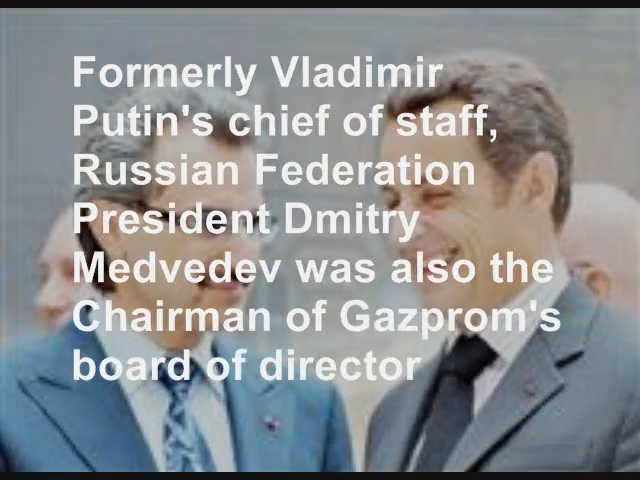 Formerly Vladimir
Putin's chief of staff,
Russian Federation
President Dmitry
Medvedev was also the
Chairman of Gazprom's
board of director